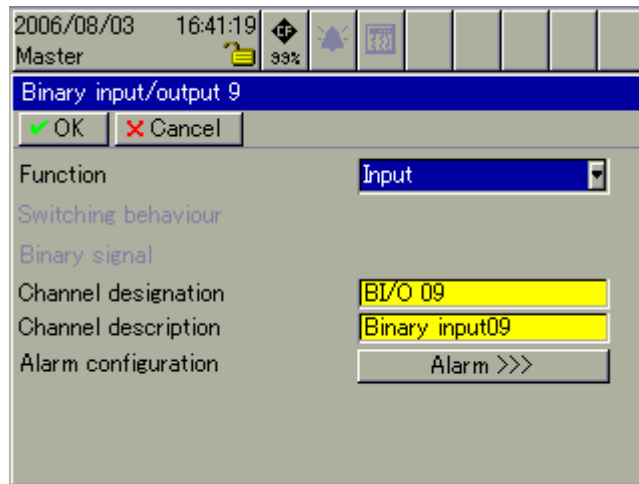 2006/08/03 16:41:19
Master
CF
99%
Binary input/output 9
OK Cancel
Function Input
Switching behaviour
Binary signal
Channel designation BI/O 09
Channel description Binary input09
Alarm configuration Alarm >>>